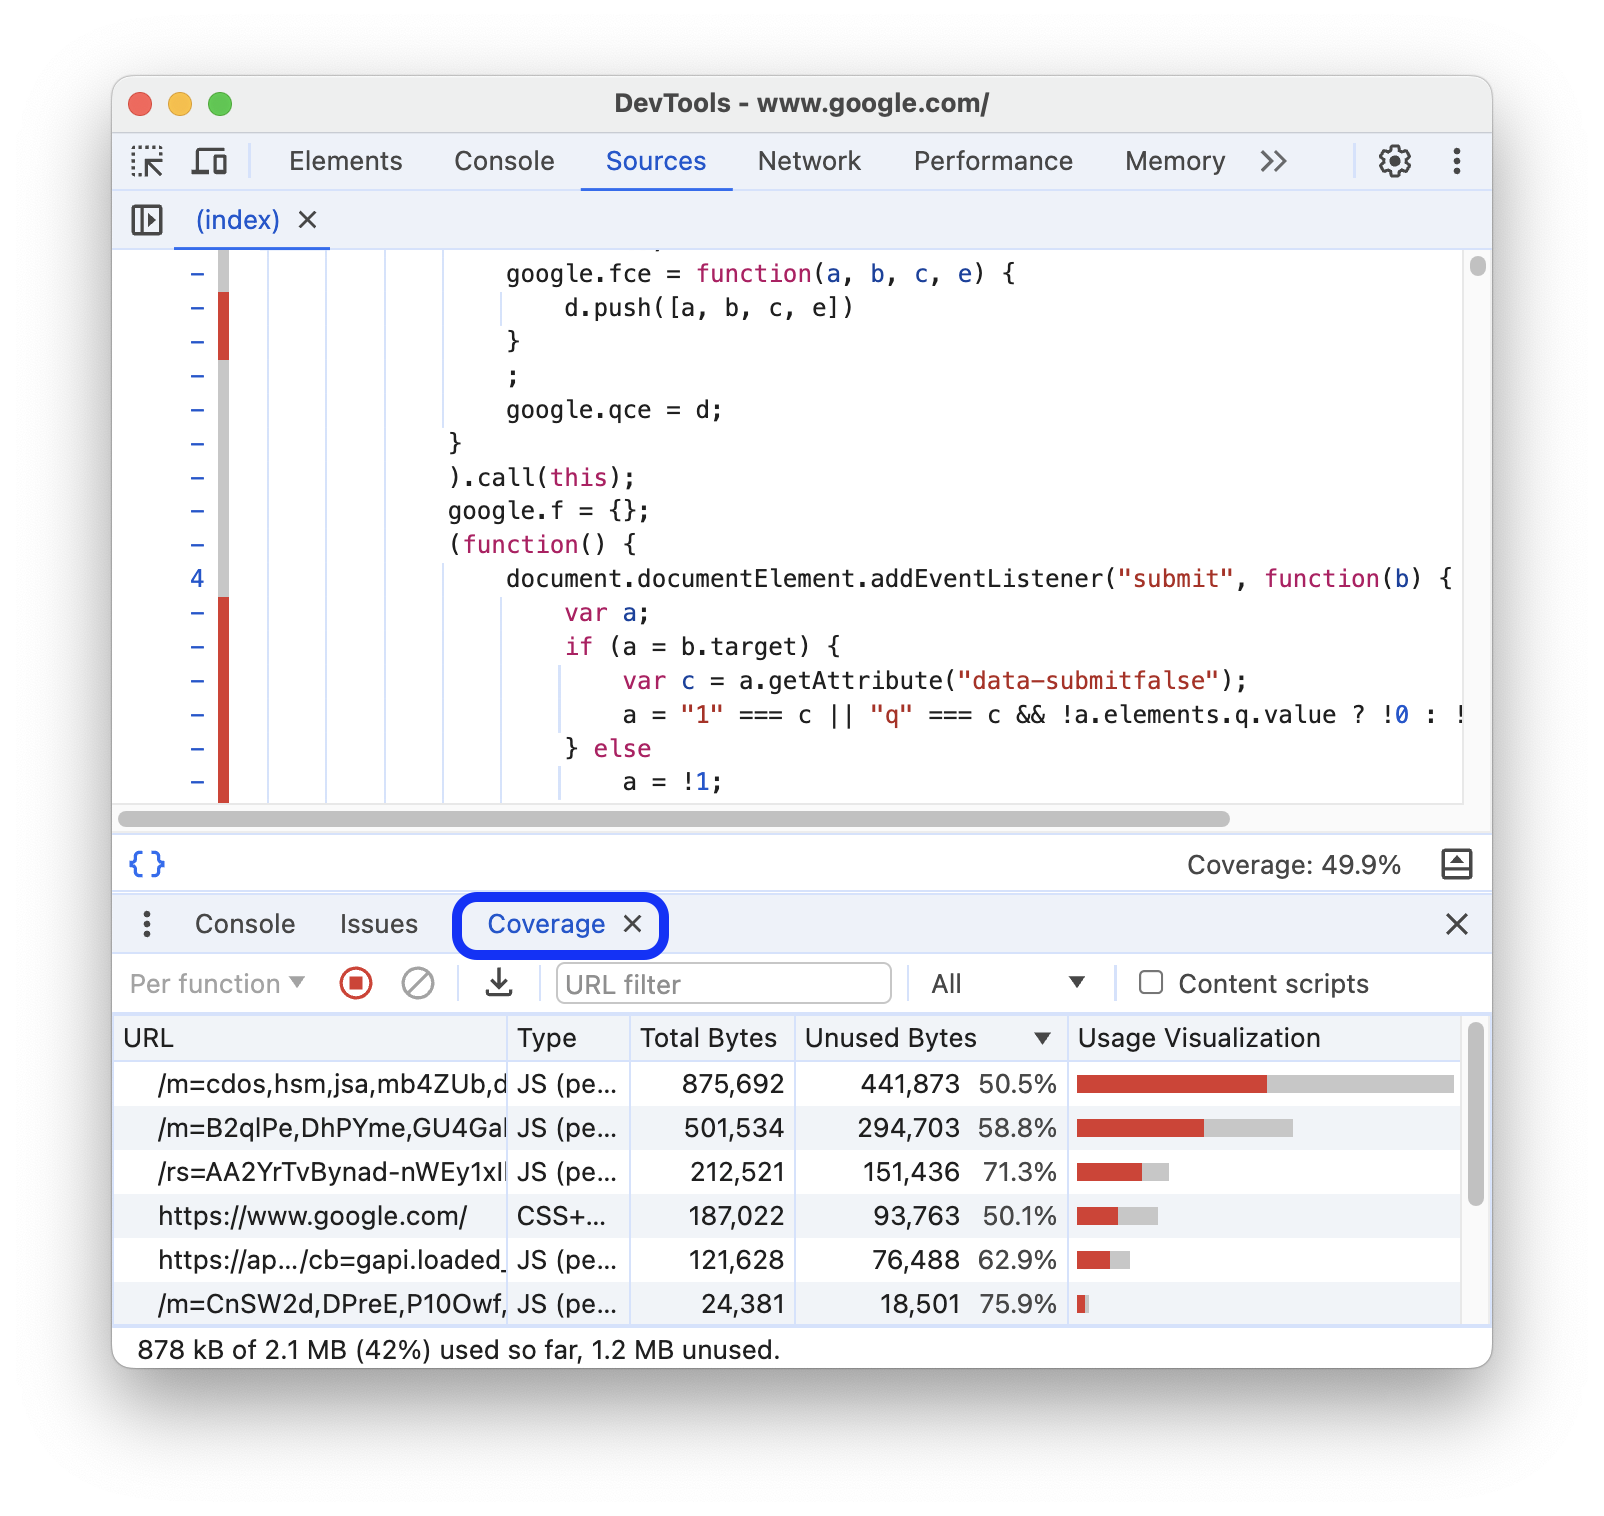 DevTools - www.google.com/
Elements Console Sources Network Performance Memory
(index)
google.fce = function(a, b, c, e) {
d.push([a, b, c, e])
}
;
google.qce = d;
}
).call(this);
google.f = {};
(function() {
4 document.documentElement.addEventListener("submit", function(b) {
var a;
if (a = b.target) {
var c = a.getAttribute("data-submitfalse");
a = "1" === c || "q" === c && !a.elements.q.value ? !0 : !
} else
a = !1;
{ } Coverage: 49.9%
Console Issues Coverage
Per function URL filter All Content scripts
URL Type Total Bytes Unused Bytes Usage Visualization
/m=cdos,hsm,jsa,mb4ZUb,d JS (pe... 875,692 441,873 50.5%
/m=B2qlPe,DhPYme,GU4Gal JS (pe... 501,534 294,703 58.8%
/rs=AA2YrTvBynad-nWEy1xI JS (pe... 212,521 151,436 71.3%
https://www.google.com/ CSS+... 187,022 93,763 50.1%
https://ap.../cb=gapi.loaded_ JS (pe... 121,628 76,488 62.9%
/m=CnSW2d,DPreE,P10Owf, JS (pe... 24,381 18,501 75.9%
878 kB of 2.1 MB (42%) used so far, 1.2 MB unused.